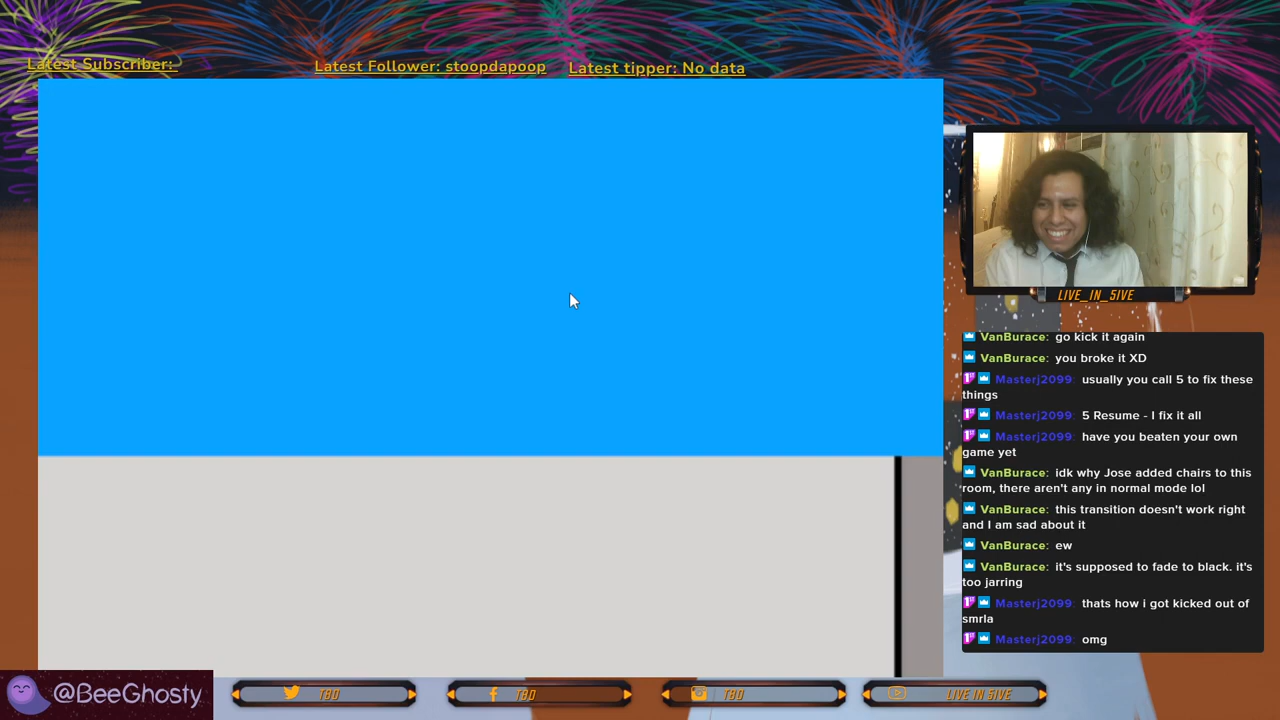 Latest Subscriber:
Latest Follower: stoopdapoop
Latest tipper: No data
LIVE_IN_5IVE
VanBurace: go kick it again
VanBurace: you broke it XD
Masterj2099: usually you call 5 to fix these
things
Masterj2099: 5 Resume - I fix it all
Masterj2099: have you beaten your own
game yet
VanBurace: idk why Jose added chairs to this
room, there aren't any in normal mode lol
VanBurace: this transition doesn't work right
and I am sad about it
VanBurace: ew
VanBurace: it's supposed to fade to black. it's
too jarring
Masterj2099: thats how i got kicked out of
smrla
Masterj2099: omg
@BeeGhosty
TBD
TBD
TBD
LIVE IN 5IVE